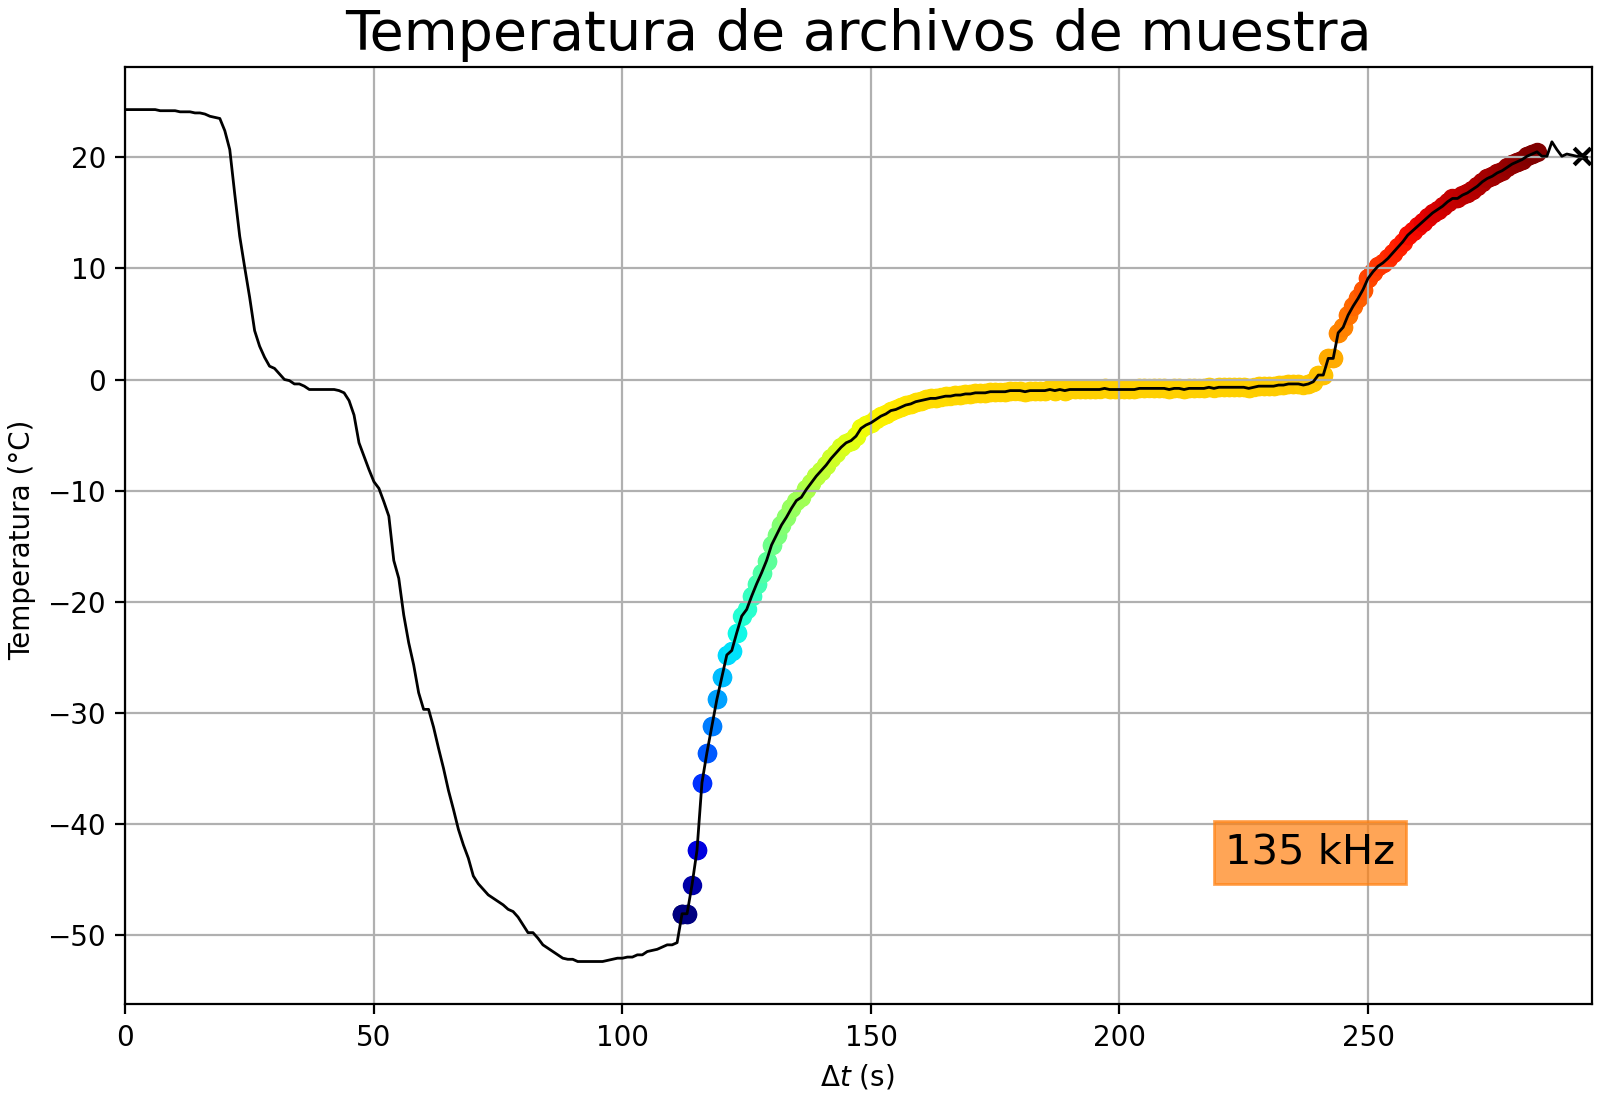 Temperatura de archivos de muestra
Temperatura (°C)
20
10
0
−10
−20
−30
−40
−50
135 kHz
0 50 100 150 200 250
Δt (s)